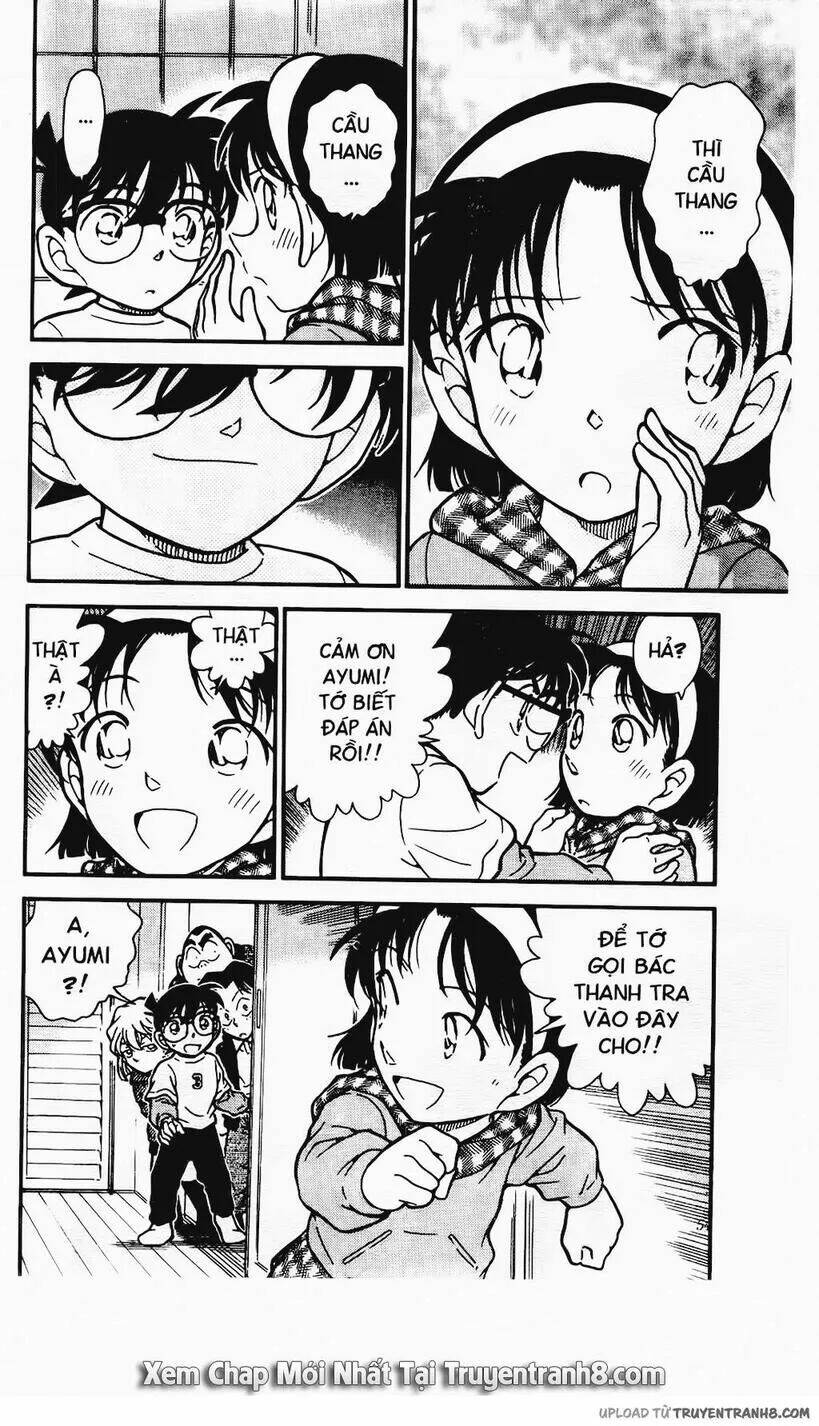 THÌ
CẦU
THANG
...
CẦU
THANG
...
...
HẢ?
CẢM ƠN
AYUMI!
TỚ BIẾT
ĐÁP ÁN
RỒI!!
THẬT
...
THẬT
À
?!
ĐỂ TỚ
GỌI BÁC
THANH TRA
VÀO ĐÂY
CHO!!
A,
AYUMI
?!
3
Xem Chap Mới Nhất Tại Truyentranh8.com
UPLOAD TỪ TRUYENTRANH8.COM